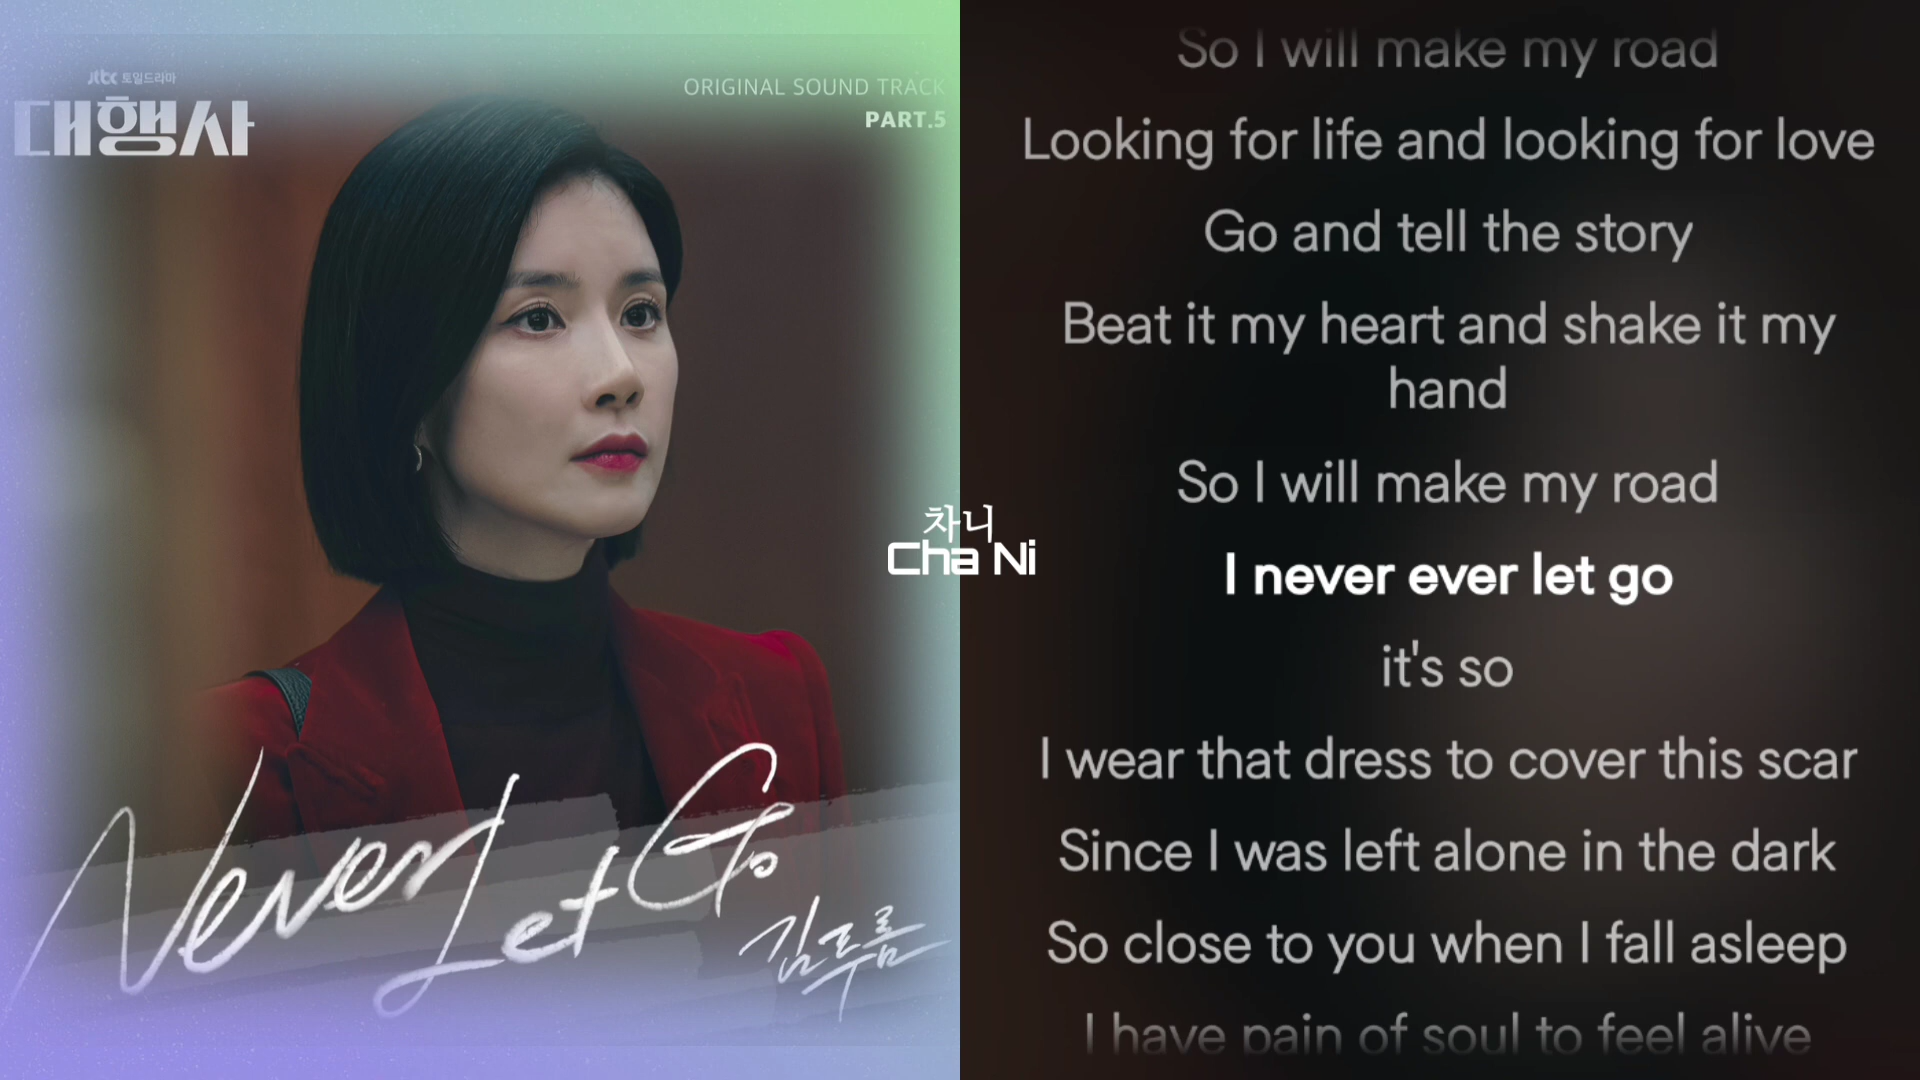 jtbc 토일드라마
대행사
ORIGINAL SOUND TRACK
PART.5
Never Let Go
김푸름
차니
Cha Ni
So I will make my road
Looking for life and looking for love
Go and tell the story
Beat it my heart and shake it my
hand
So I will make my road
I never ever let go
it's so
I wear that dress to cover this scar
Since I was left alone in the dark
So close to you when I fall asleep
I have pain of soul to feel alive